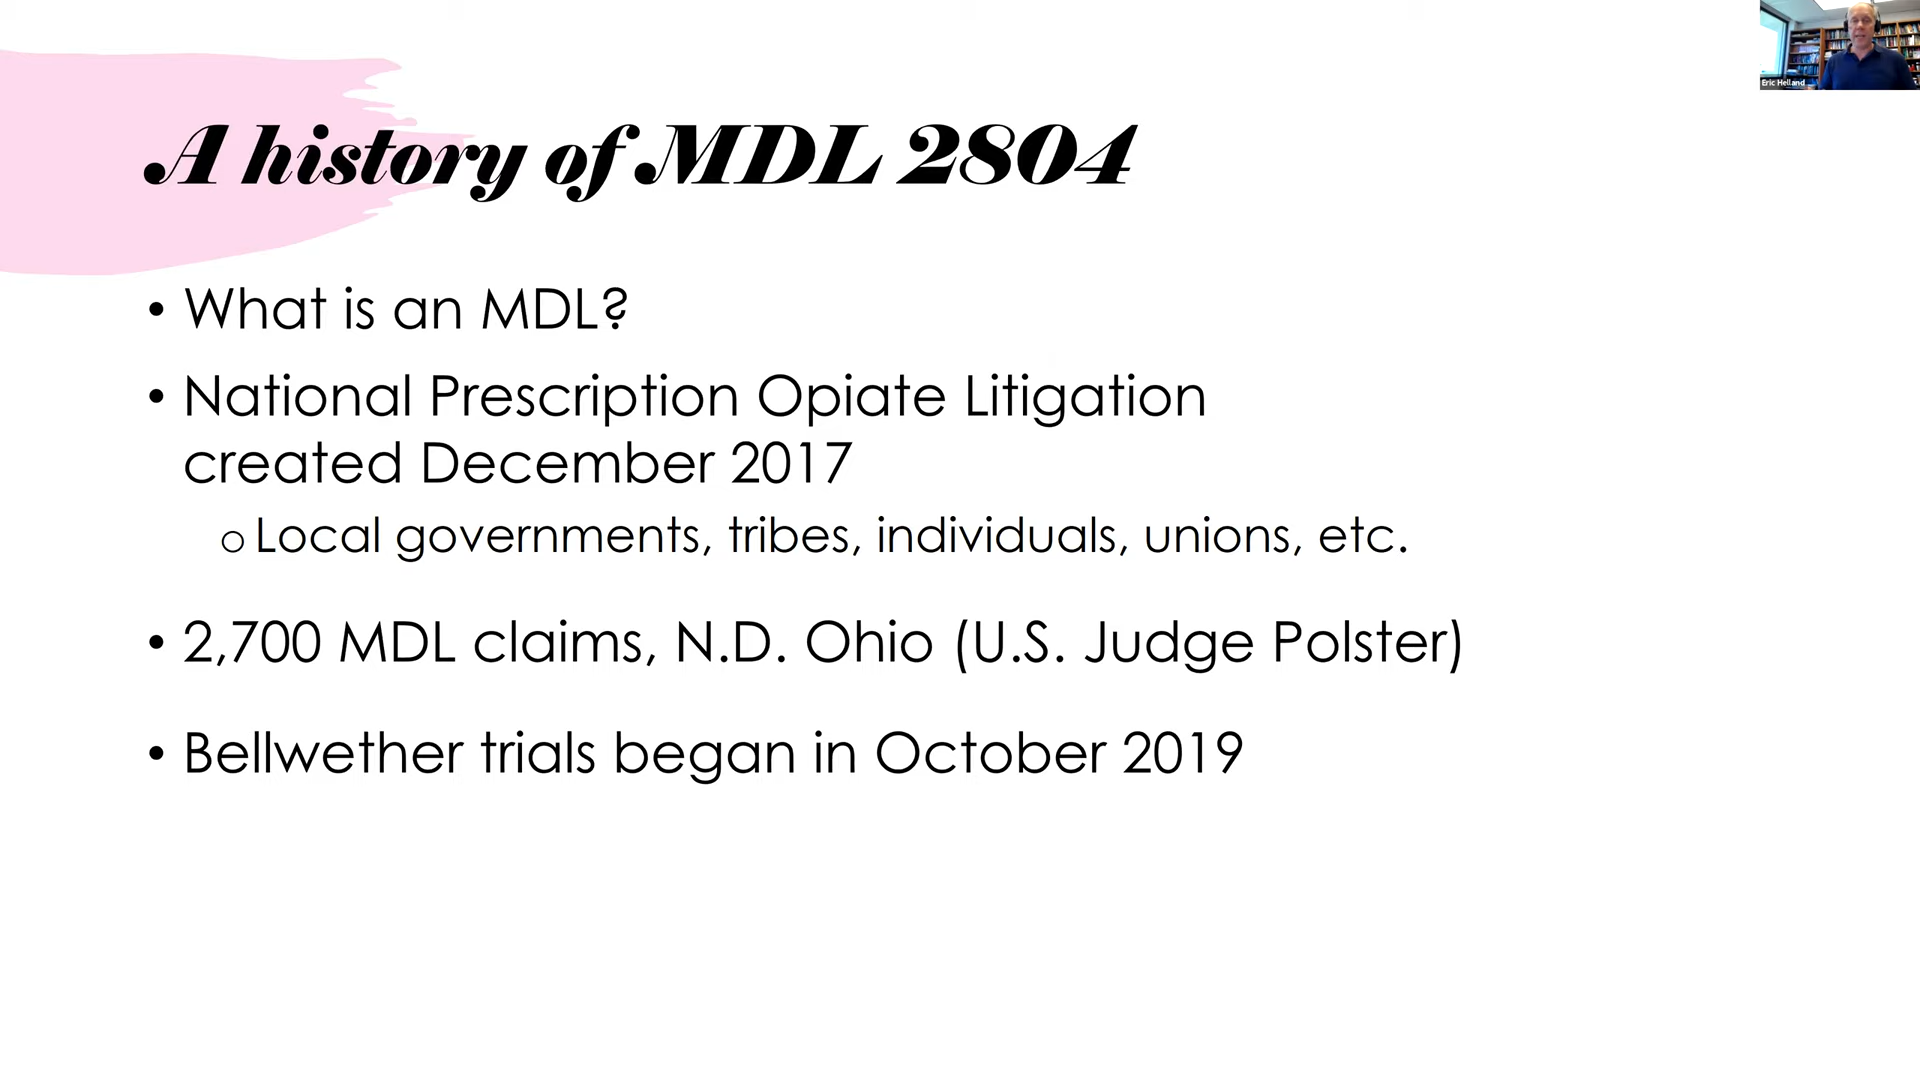 Eric Helland
A history of MDL 2804
• What is an MDL?
• National Prescription Opiate Litigation
created December 2017
o Local governments, tribes, individuals, unions, etc.
• 2,700 MDL claims, N.D. Ohio (U.S. Judge Polster)
• Bellwether trials began in October 2019